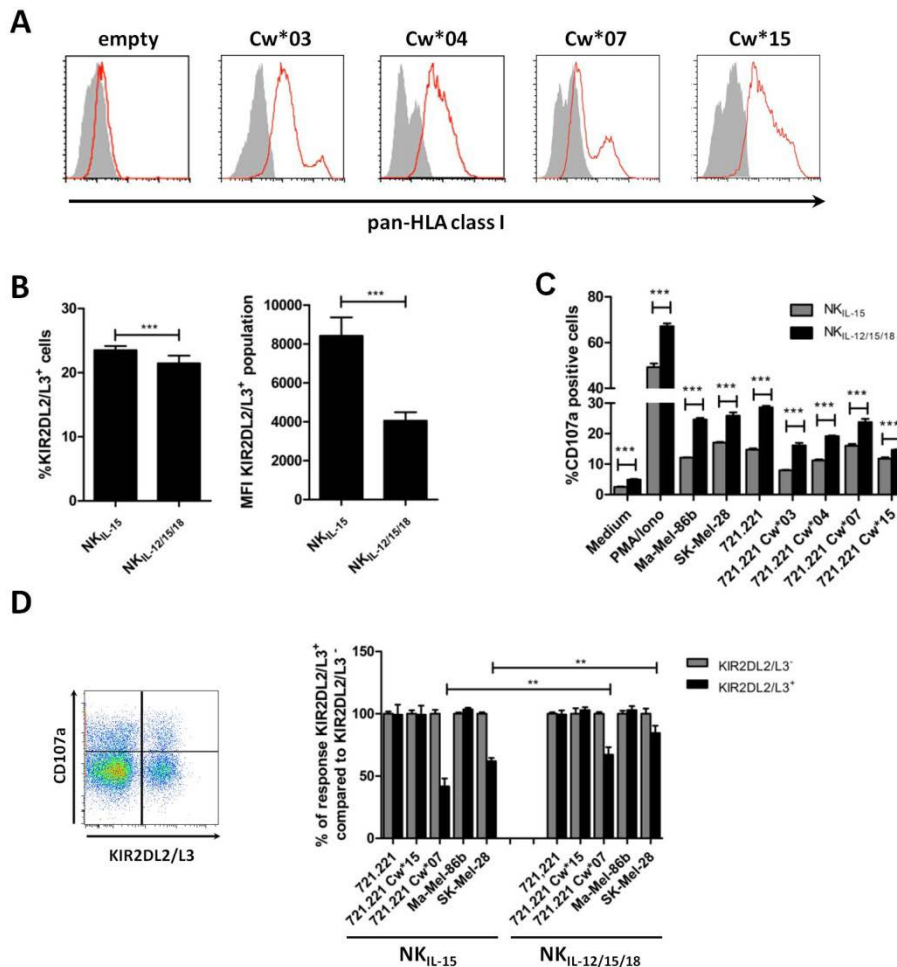 A
empty
Cw*03
Cw*04
Cw*07
Cw*15
pan-HLA class I
B
%KIR2DL2/L3+ cells
30
20
10
0
***
NKIL-15
NKIL-12/15/18
MFI KIR2DL2/L3+ population
10000
8000
6000
4000
2000
0
***
NKIL-15
NKIL-12/15/18
C
%CD107a positive cells
80
60
40
30
20
10
0
***
***
***
***
***
***
***
***
***
NKIL-15
NKIL-12/15/18
Medium
PMA/Iono
Ma-Mel-86b
SK-Mel-28
721.221
721.221 Cw*03
721.221 Cw*04
721.221 Cw*07
721.221 Cw*15
D
CD107a
KIR2DL2/L3
% of response KIR2DL2/L3+
compared to KIR2DL2/L3-
150
100
50
0
**
**
KIR2DL2/L3-
KIR2DL2/L3+
721.221
721.221 Cw*15
721.221 Cw*07
Ma-Mel-86b
SK-Mel-28
721.221
721.221 Cw*15
721.221 Cw*07
Ma-Mel-86b
SK-Mel-28
NKIL-15
NKIL-12/15/18